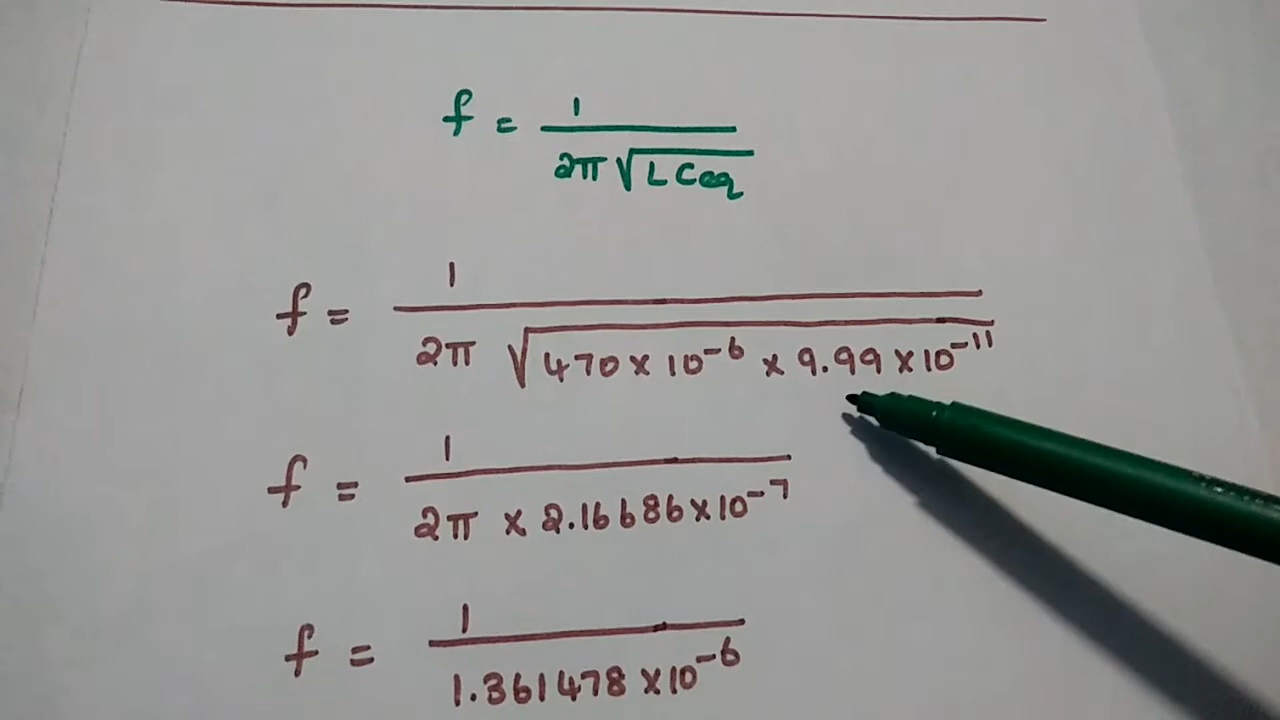 f = 1 / 2π √LCeq
f = 1 / 2π √470 × 10⁻⁶ × 9.99 × 10⁻¹¹
f = 1 / 2π × 2.16686 × 10⁻⁷
f = 1 / 1.361478 × 10⁻⁶